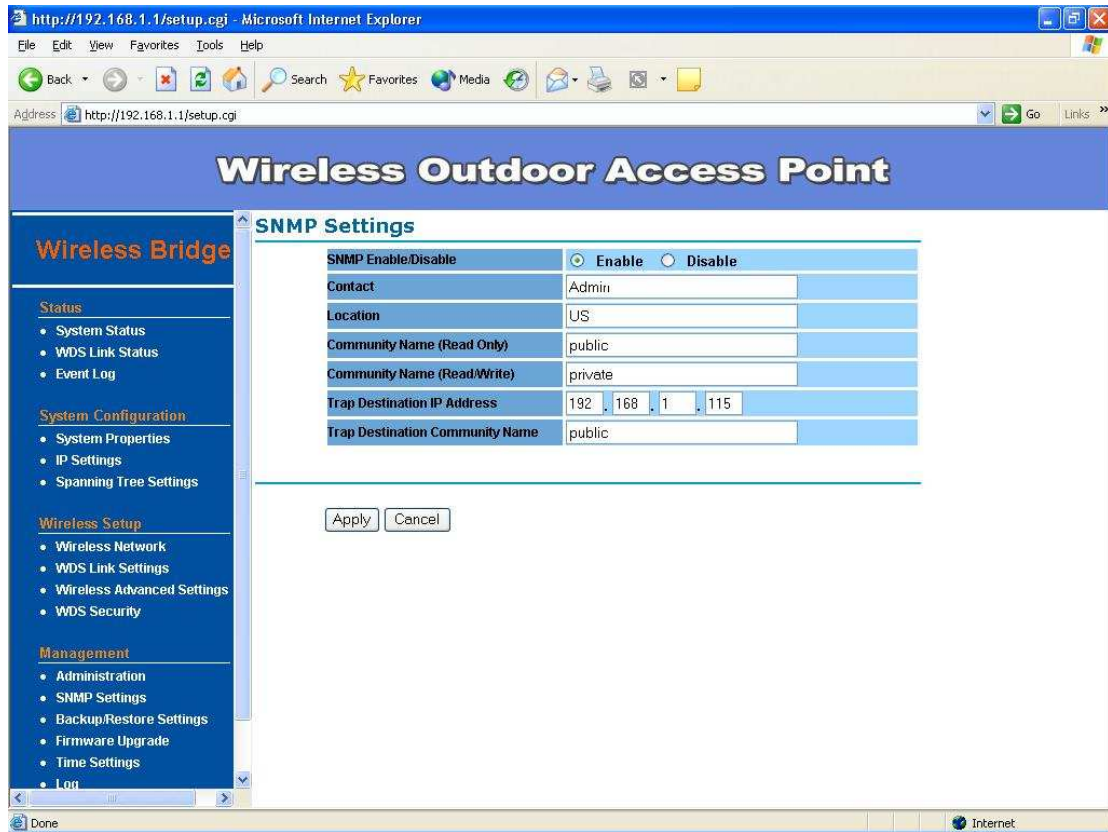 http://192.168.1.1/setup.cgi - Microsoft Internet Explorer
File Edit View Favorites Tools Help
Back Search Favorites Media
Address http://192.168.1.1/setup.cgi Go Links »
Wireless Outdoor Access Point
Wireless Bridge
Status
• System Status
• WDS Link Status
• Event Log
System Configuration
• System Properties
• IP Settings
• Spanning Tree Settings
Wireless Setup
• Wireless Network
• WDS Link Settings
• Wireless Advanced Settings
• WDS Security
Management
• Administration
• SNMP Settings
• Backup/Restore Settings
• Firmware Upgrade
• Time Settings
• Log
SNMP Settings
SNMP Enable/Disable Enable Disable
Contact Admin
Location US
Community Name (Read Only) public
Community Name (Read/Write) private
Trap Destination IP Address 192 . 168 . 1 . 115
Trap Destination Community Name public
Apply Cancel
Done Internet